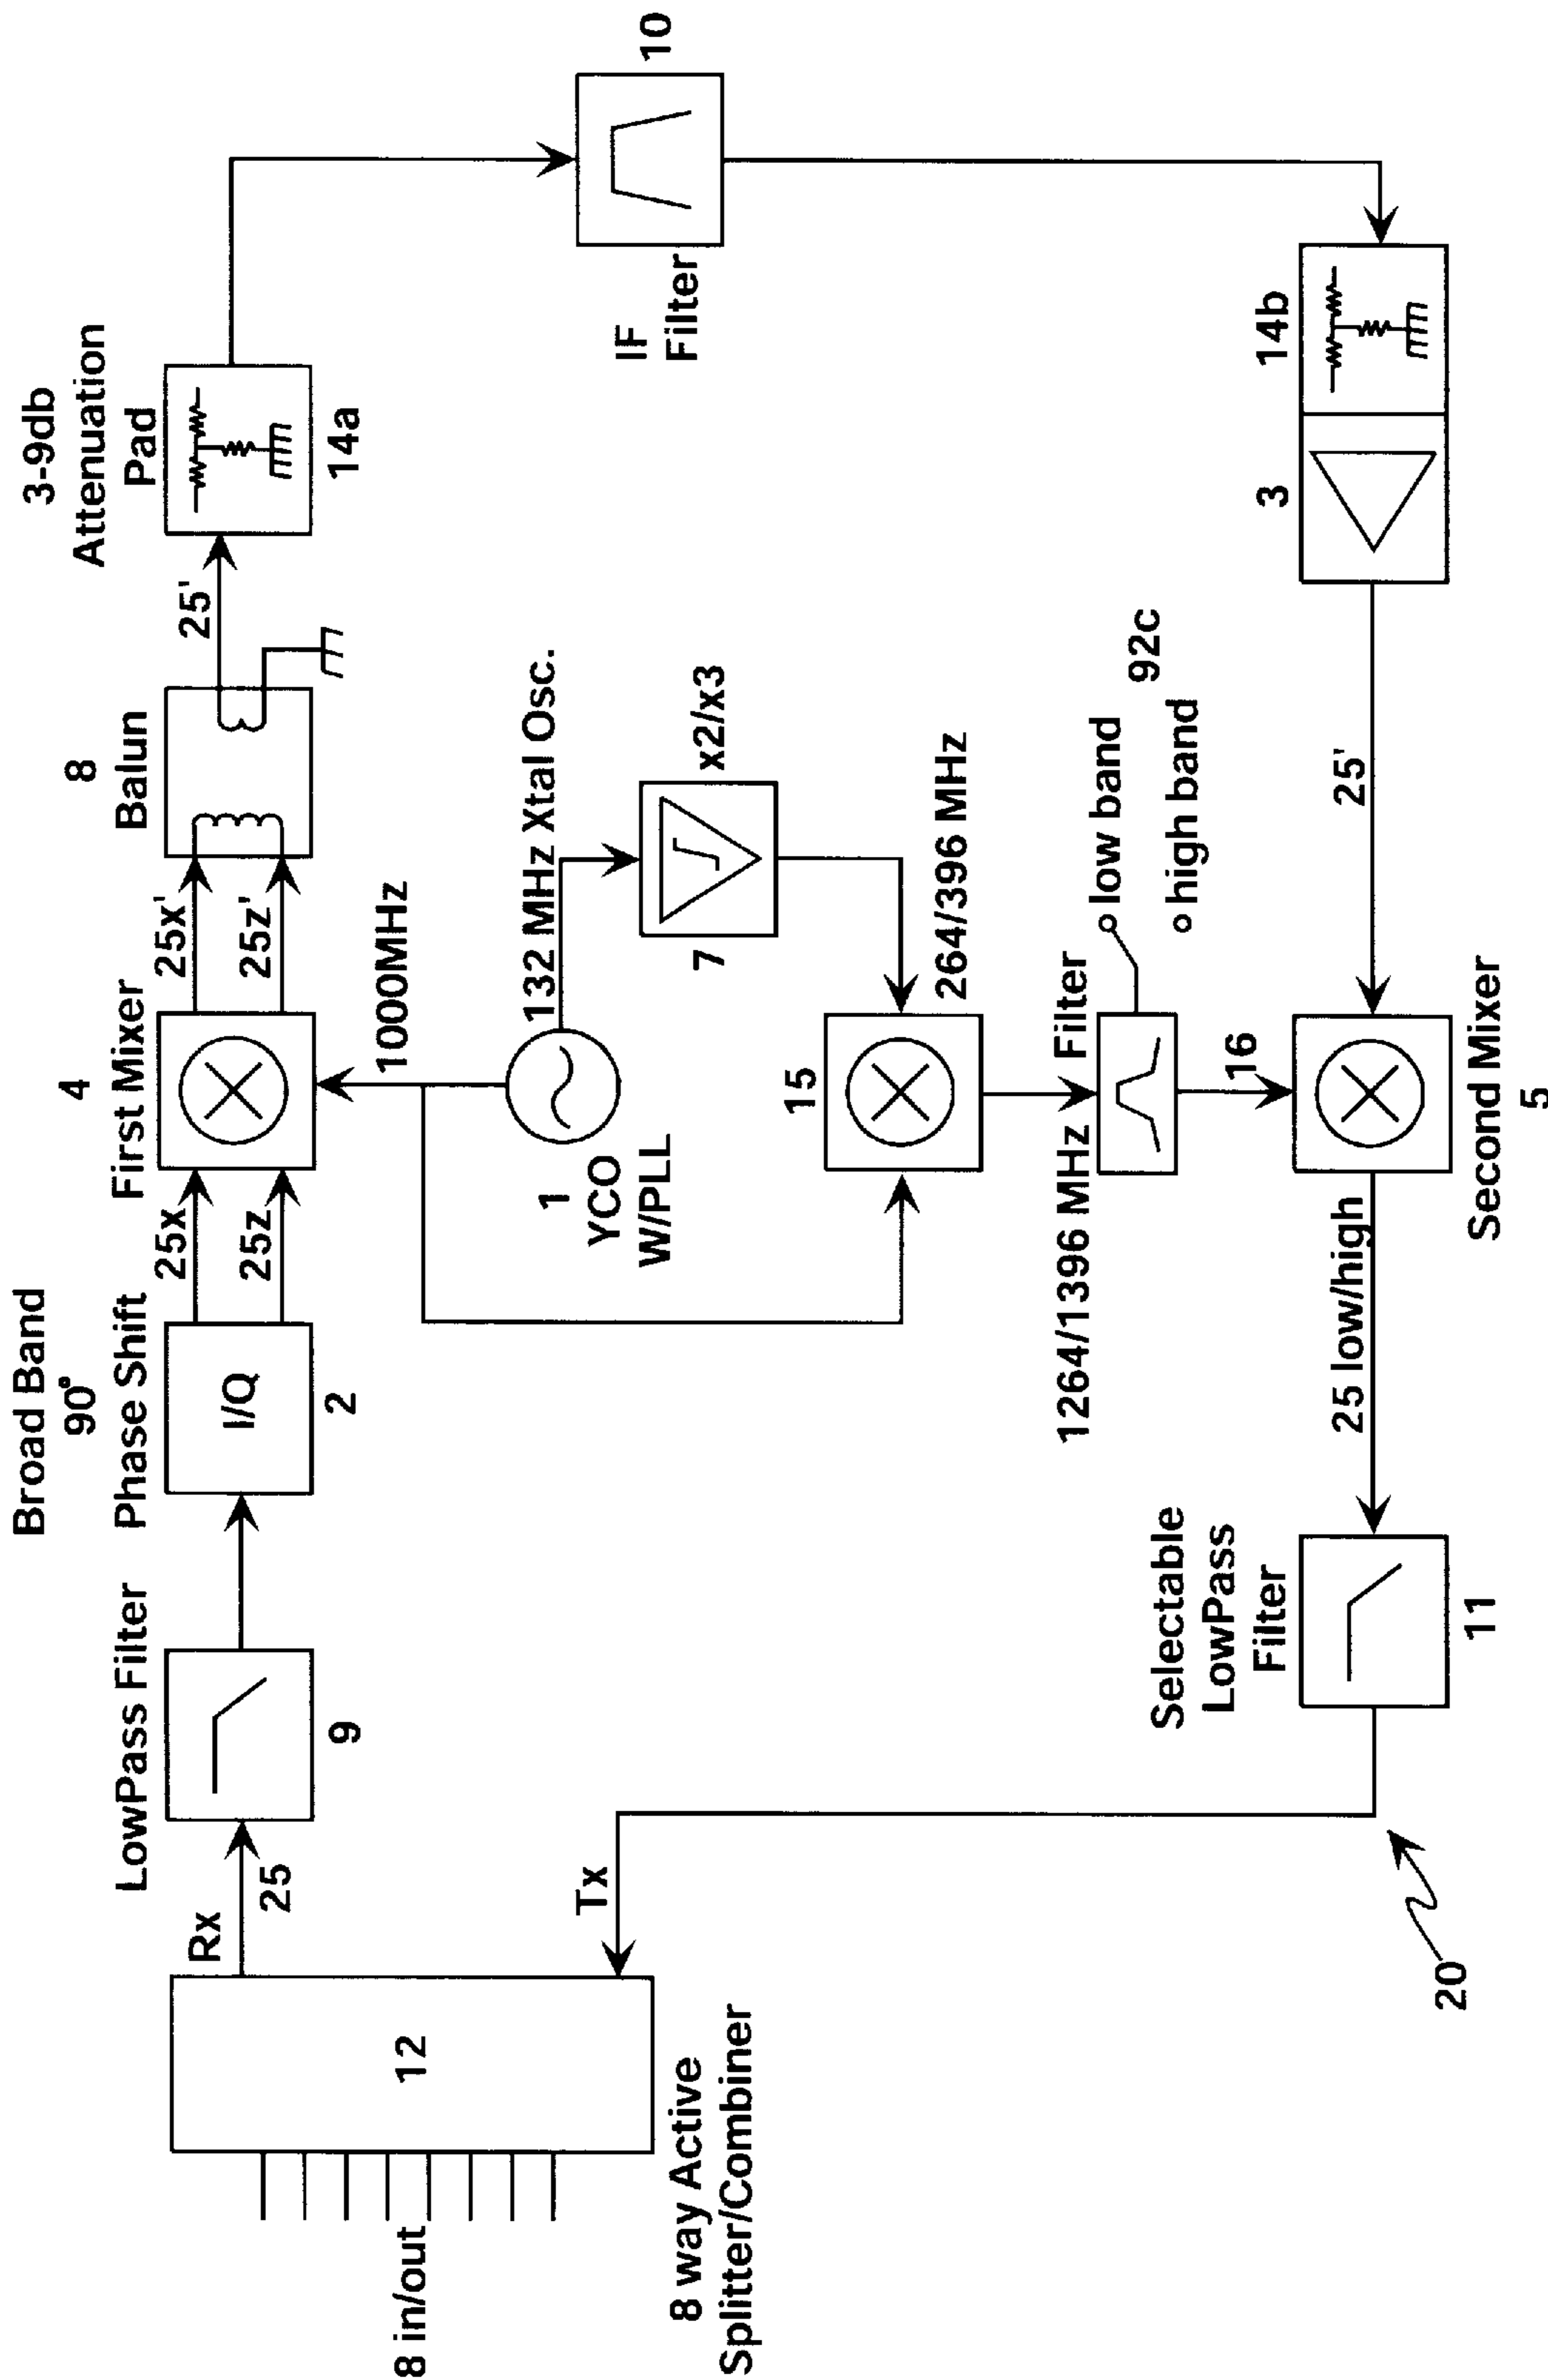 8 in/out
12
8 way Active
Splitter/Combiner
Rx
25
Tx
LowPass Filter
9
Broad Band
90°
Phase Shift
I/Q
2
25x
25z
4
First Mixer
25x'
25z'
8
Balun
25'
3-9db
Attenuation
Pad
14a
10
IF
Filter
1000MHz
132 MHz Xtal Osc.
1
YCO
W/PLL
7
x2/x3
15
264/396 MHz
1264/1396 MHz
Filter
low band
high band
92c
16
14b
3
25'
Second Mixer
5
25 low/high
Selectable
LowPass
Filter
11
20